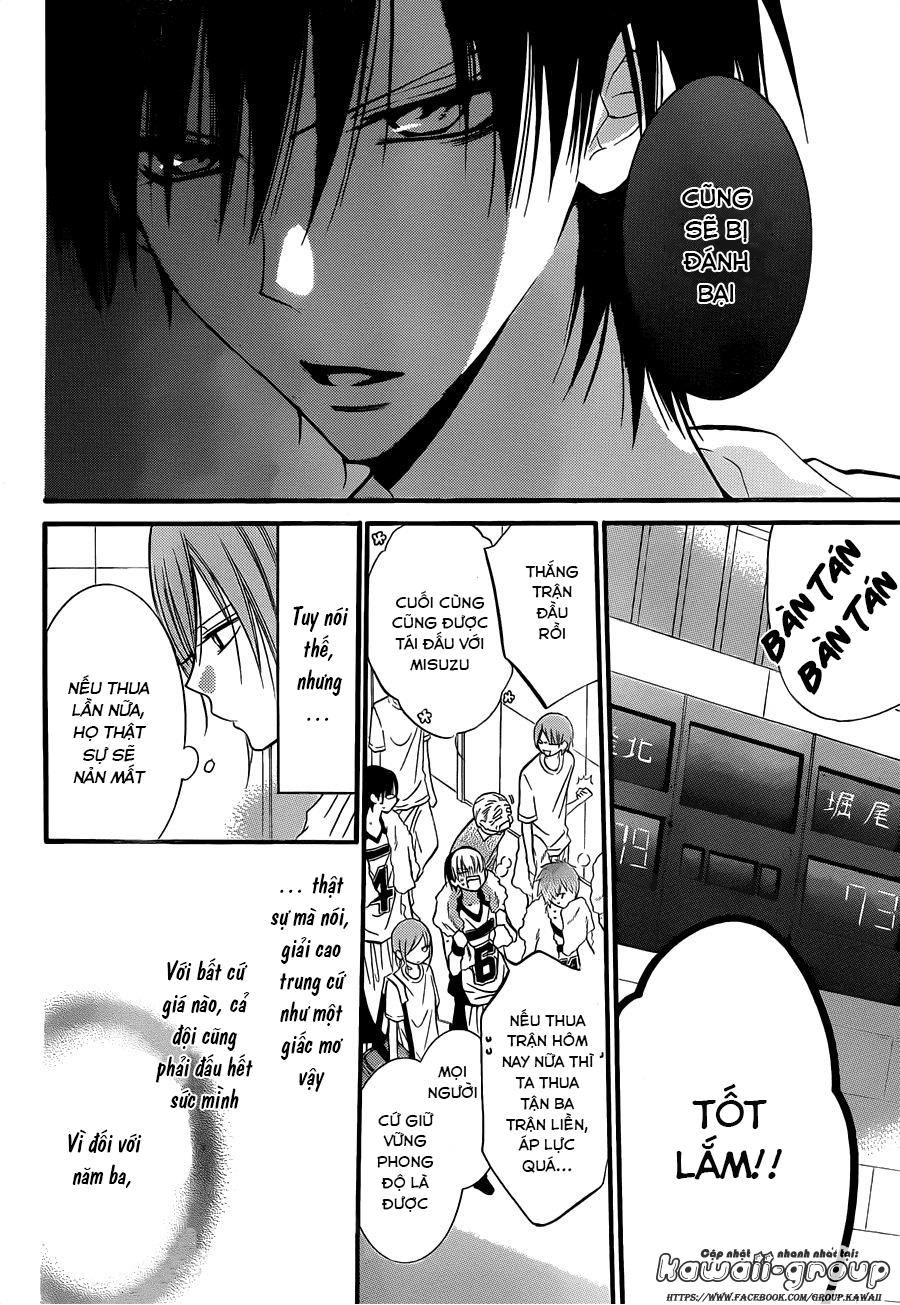 CŨNG
SẼ BỊ
ĐÁNH
BẠI
BÀN TÁN
BÀN TÁN
北
堀尾
79
73
TỐT
LẮM!!
THẮNG
TRẬN
ĐẦU
RỒI
CUỐI CÙNG
CŨNG ĐƯỢC
TÁI ĐẤU VỚI
MISUZU
4
6
NẾU THUA
TRẬN HÔM
NAY NỮA THÌ
TA THUA
TẬN BA
TRẬN LIỀN,
ÁP LỰC
QUÁ...
MỌI
NGƯỜI
CỨ GIỮ
VỮNG
PHONG
ĐỘ LÀ
ĐƯỢC
Tuy nói
thế,
nhưng
...
NẾU THUA
LẦN NỮA,
HỌ THẬT
SỰ SẼ
NẢN MẤT
... thật
sự mà nói,
giải cao
trung cứ
như một
giấc mơ
vậy
Với bất cứ
giá nào, cả
đội cũng
phải đấu hết
sức mình
Vì đối với
năm ba,
Cập nhật nhanh nhất tại:
kawaii-group
HTTPS://WWW.FACEBOOK.COM/GROUP.KAWAII